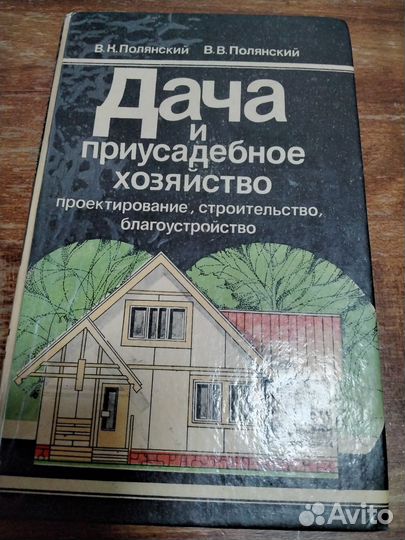 В.К.Полянский В.В.Полянский
Дача
и
приусадебное
хозяйство
проектирование, строительство,
благоустройство
Avito